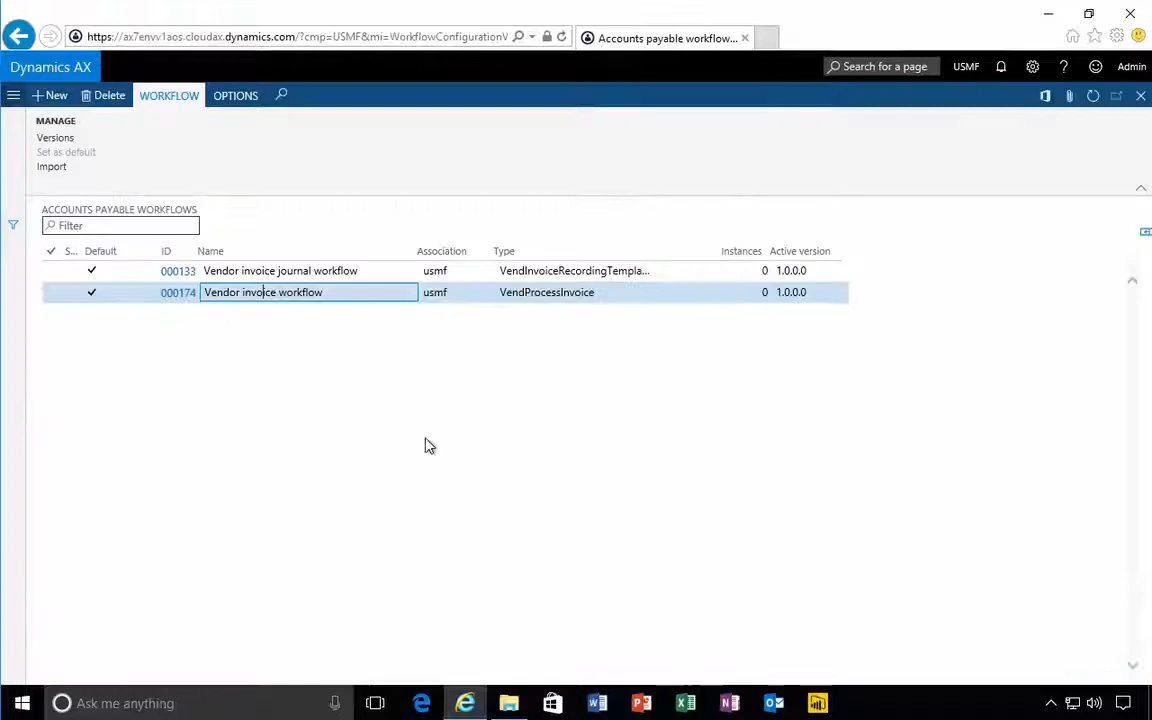 https://ax7envv1aos.cloudax.dynamics.com/?cmp=USMF&mi=WorkflowConfigurationV
Accounts payable workflow...
Dynamics AX
Search for a page
USMF
Admin
New
Delete
WORKFLOW
OPTIONS
MANAGE
Versions
Set as default
Import
ACCOUNTS PAYABLE WORKFLOWS
Filter
S... Default ID Name Association Type Instances Active version
000133 Vendor invoice journal workflow usmf VendInvoiceRecordingTempla... 0 1.0.0.0
000174 Vendor invoice workflow usmf VendProcessInvoice 0 1.0.0.0
Ask me anything